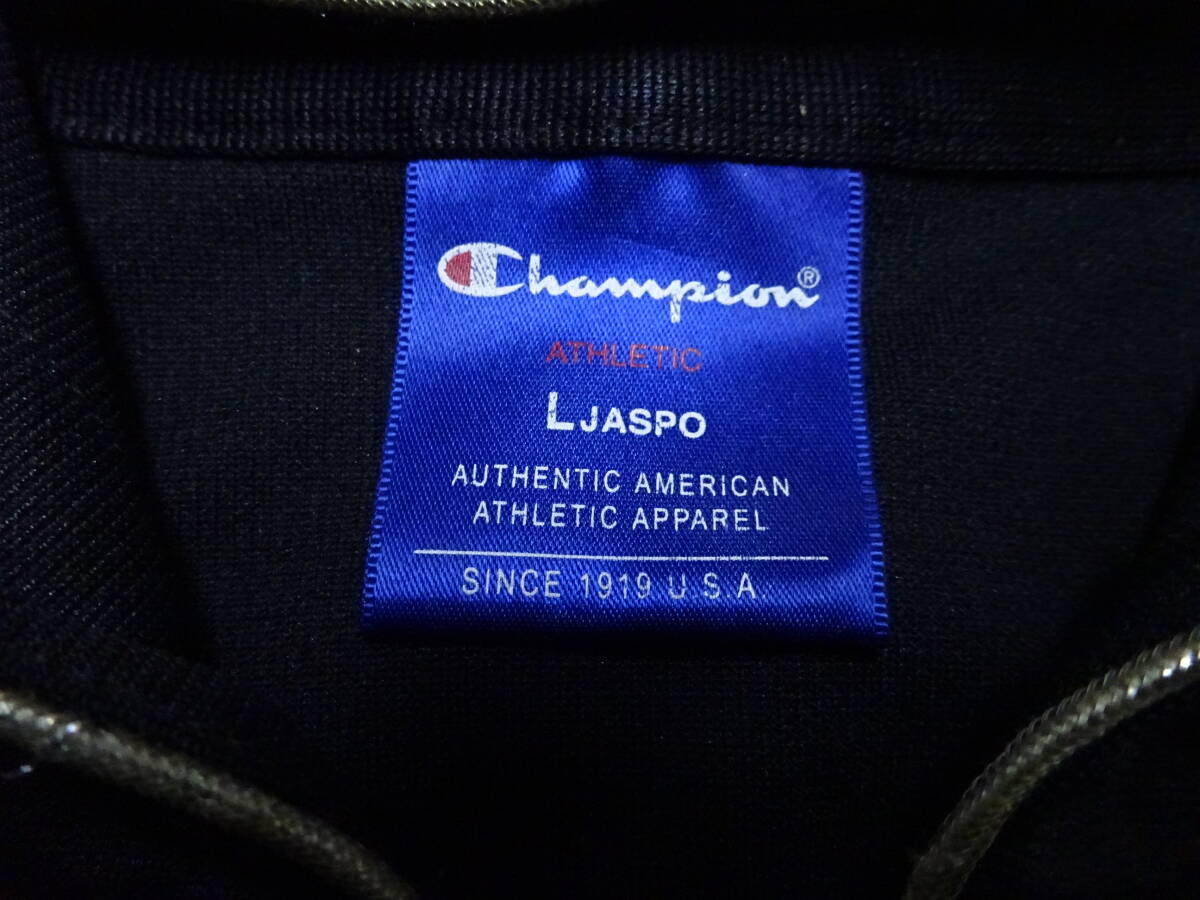 Champion®
ATHLETIC
L JASPO
AUTHENTIC AMERICAN
ATHLETIC APPAREL
SINCE 1919 U.S.A.